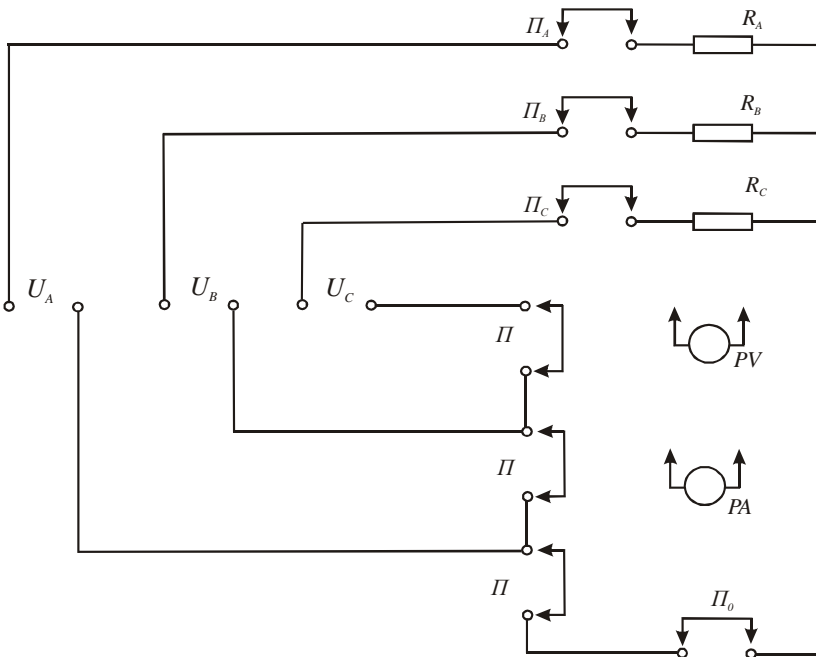 П_A R_A
П_B R_B
П_C R_C
U_A U_B U_C
П
PV
П
PA
П
П_0